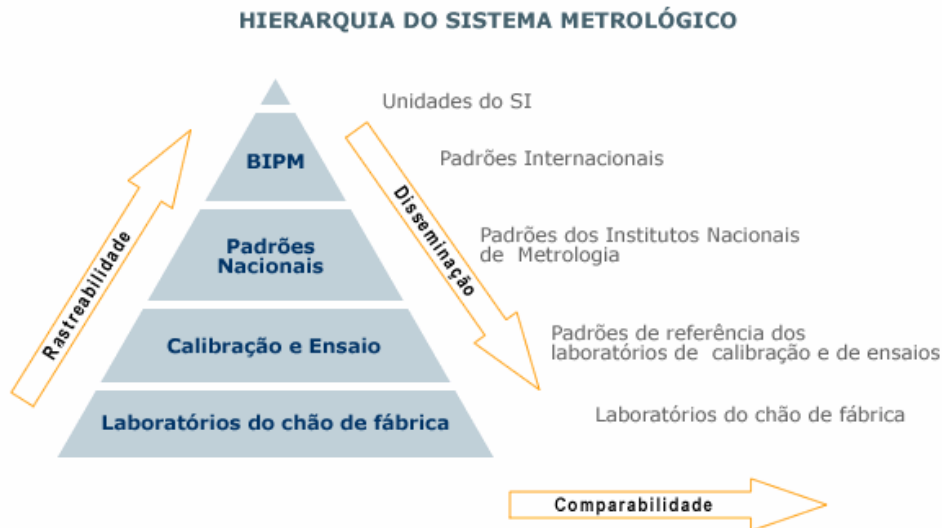 HIERARQUIA DO SISTEMA METROLÓGICO
Unidades do SI
BIPM
Padrões Internacionais
Rastreabilidade
Disseminação
Padrões
Nacionais
Padrões dos Institutos Nacionais
de Metrologia
Calibração e Ensaio
Padrões de referência dos
laboratórios de calibração e de ensaios
Laboratórios do chão de fábrica
Laboratórios do chão de fábrica
Comparabilidade